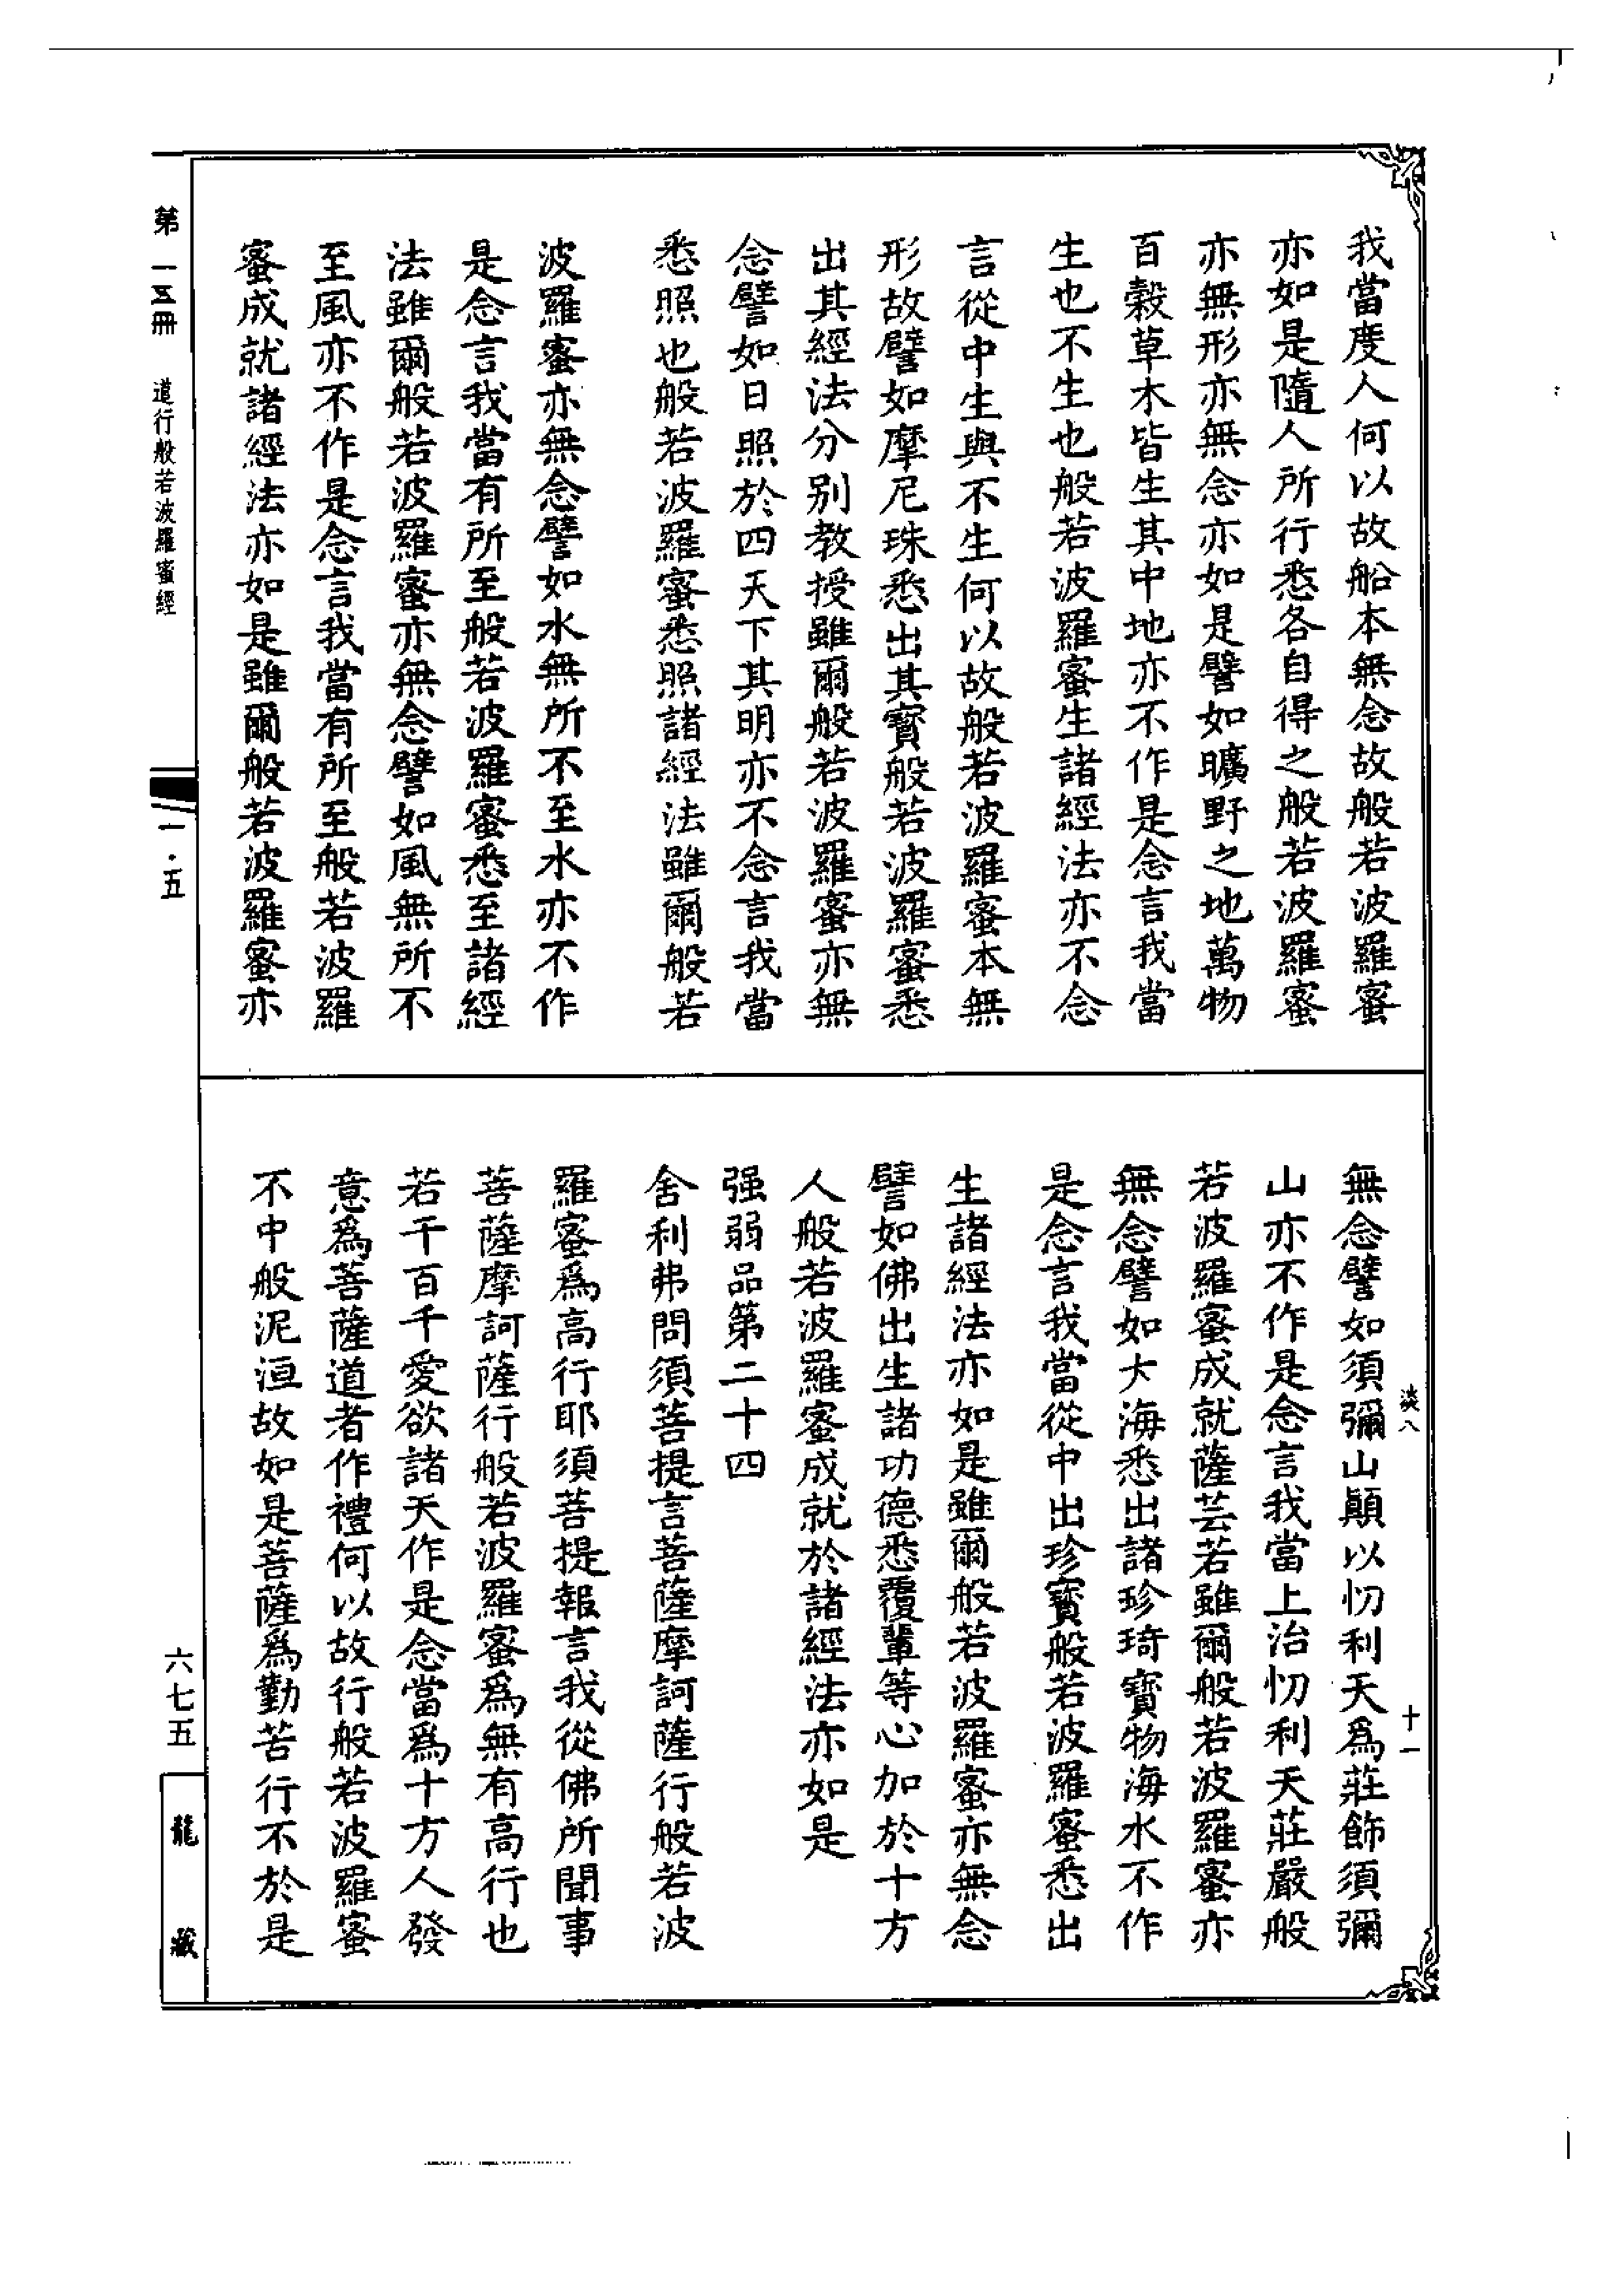 我當度人何以故船本無念故般若波羅蜜
亦如是隨人所行悉各自得之般若波羅蜜
亦無形亦無念亦如是譬如曠野之地萬物
百穀草木皆生其中地亦不作是念言我當
生也不生也般若波羅蜜生諸經法亦不念
言從中生與不生何以故般若波羅蜜本無
形故譬如摩尼珠悉出其寶般若波羅蜜悉
出其經法分別教授雖爾般若波羅蜜亦無
念譬如日照於四天下其明亦不念言我當
悉照也般若波羅蜜悉照諸經法雖爾般若
波羅蜜亦無念譬如水無所不至水亦不作
是念言我當有所至般若波羅蜜悉至諸經
法雖爾般若波羅蜜亦無念譬如風無所不
至風亦不作是念言我當有所至般若波羅
蜜成就諸經法亦如是雖爾般若波羅蜜亦
第一五冊 道行般若波羅蜜經
一·五
淡八 十一
無念譬如須彌山巔以忉利天為莊飾須彌
山亦不作是念言我當上治忉利天莊嚴般
若波羅蜜成就薩芸若雖爾般若波羅蜜亦
無念譬如大海悉出諸珍琦寶物海水不作
是念言我當從中出珍寶般若波羅蜜悉出
生諸經法亦如是雖爾般若波羅蜜亦無念
譬如佛出生諸功德悉覆輩等心加於十方
人般若波羅蜜成就於諸經法亦如是
强弱品第二十四
舍利弗問須菩提言菩薩摩訶薩行般若波
羅蜜為高行耶須菩提報言我從佛所聞事
菩薩摩訶薩行般若波羅蜜為無有高行也
若干百千愛欲諸天作是念當為十方人發
意為菩薩道者作禮何以故行般若波羅蜜
不中般泥洹故如是菩薩為勤苦行不於是
六七五
龍藏